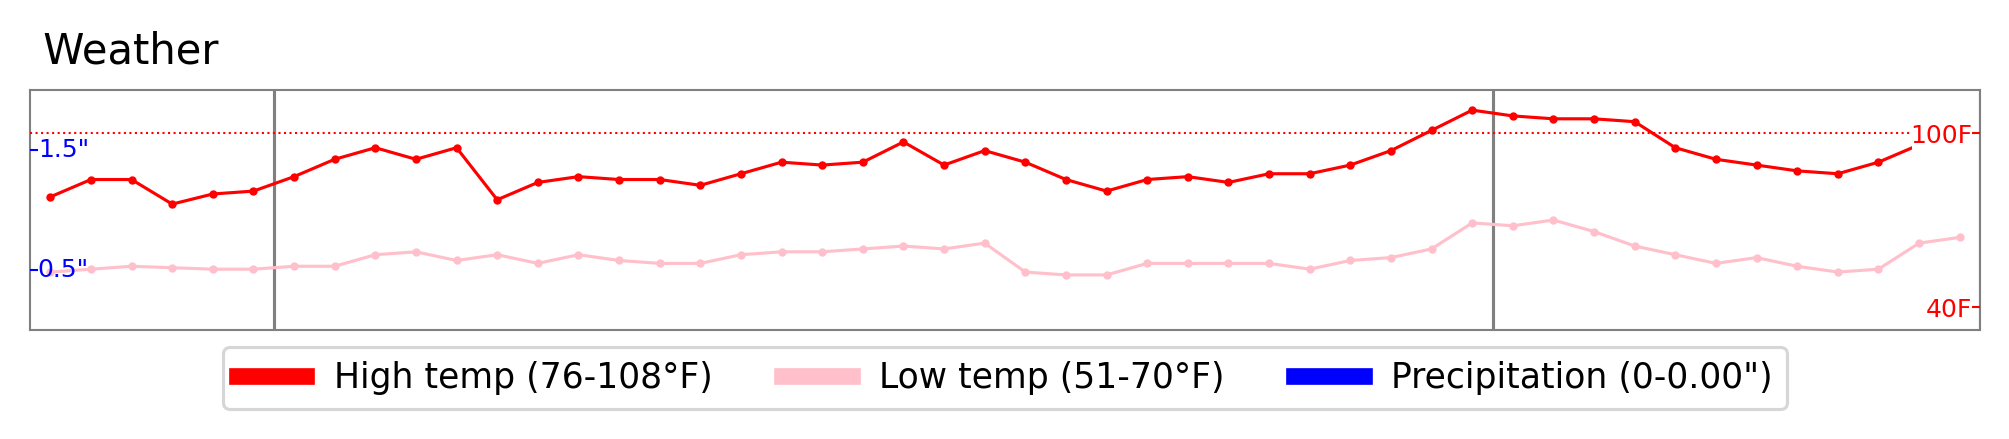 Weather
1.5"
100F
0.5"
40F
High temp (76-108°F) Low temp (51-70°F) Precipitation (0-0.00")